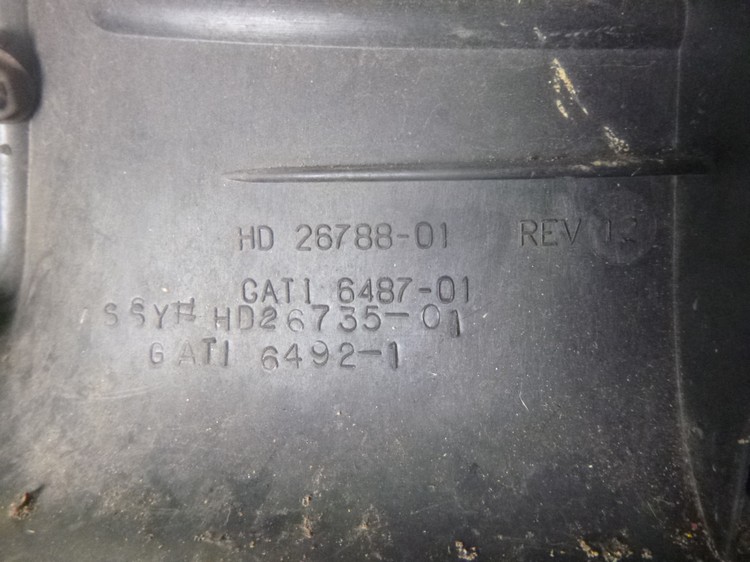 HD 26788-01 REV
GATI 6487-01
SSY# HD26735-01
GATI 6492-1